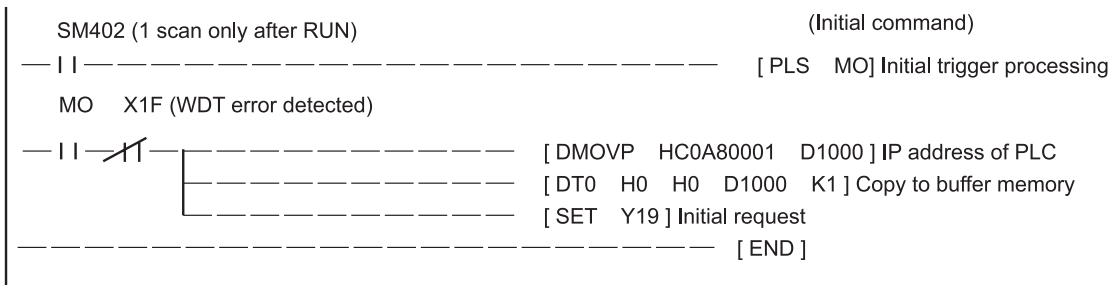 SM402 (1 scan only after RUN) (Initial command)
[ PLS MO] Initial trigger processing
MO X1F (WDT error detected)
[ DMOVP HC0A80001 D1000 ] IP address of PLC
[ DT0 H0 H0 D1000 K1 ] Copy to buffer memory
[ SET Y19 ] Initial request
[ END ]